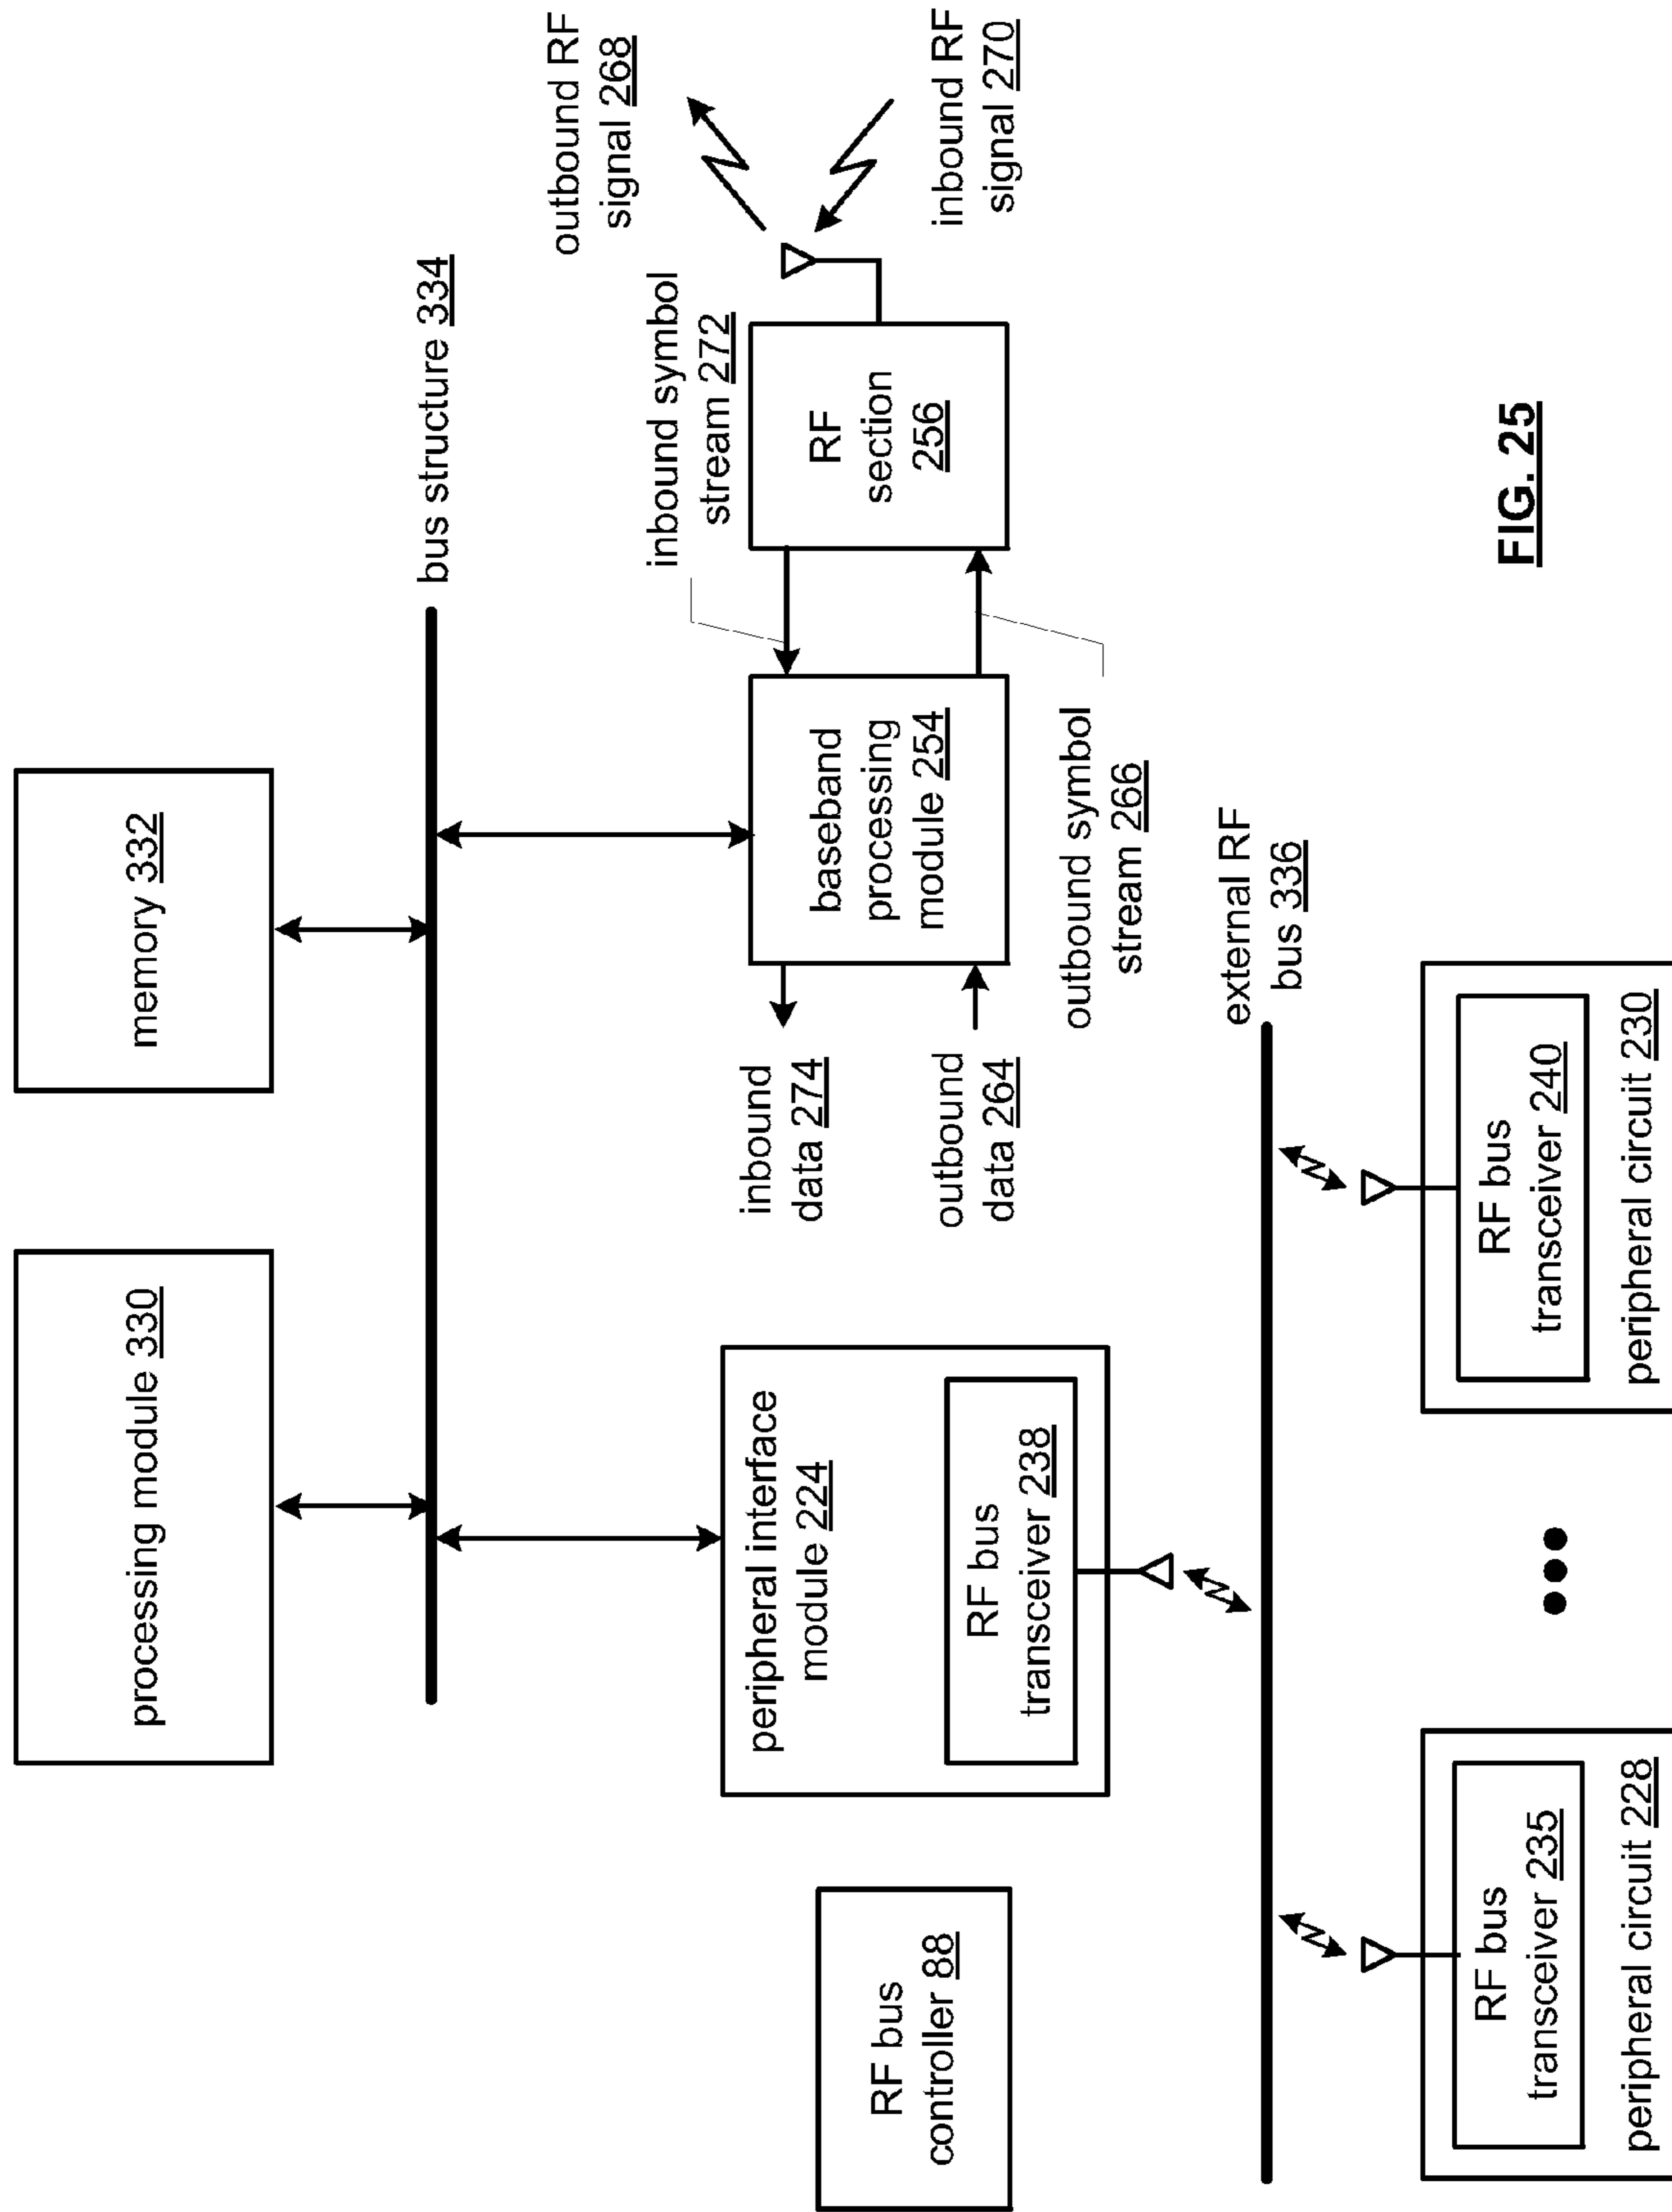 processing module 330
memory 332
bus structure 334
outbound RF
signal 268
inbound RF
signal 270
inbound symbol
stream 272
RF
section
256
baseband
processing
module 254
outbound symbol
stream 266
inbound
data 274
outbound
data 264
peripheral interface
module 224
RF bus
transceiver 238
RF bus
controller 88
external RF
bus 336
RF bus
transceiver 235
peripheral circuit 228
RF bus
transceiver 240
peripheral circuit 230
FIG. 25